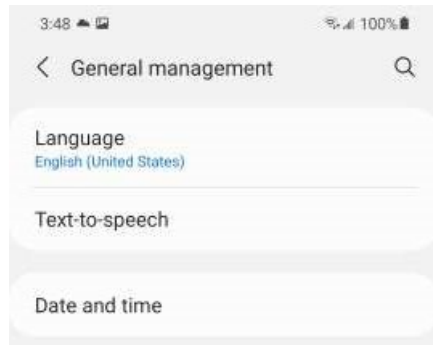 3:48 100%
General management
Language
English (United States)
Text-to-speech
Date and time